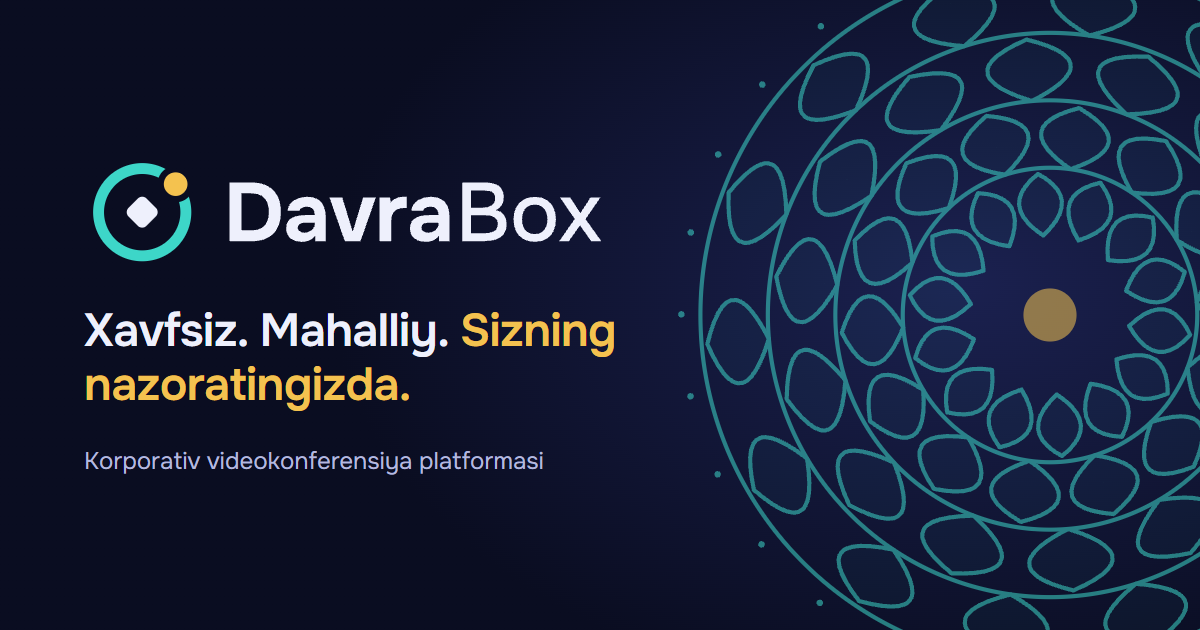 DavraBox
Xavfsiz. Mahalliy. Sizning
nazoratingizda.
Korporativ videokonferensiya platformasi